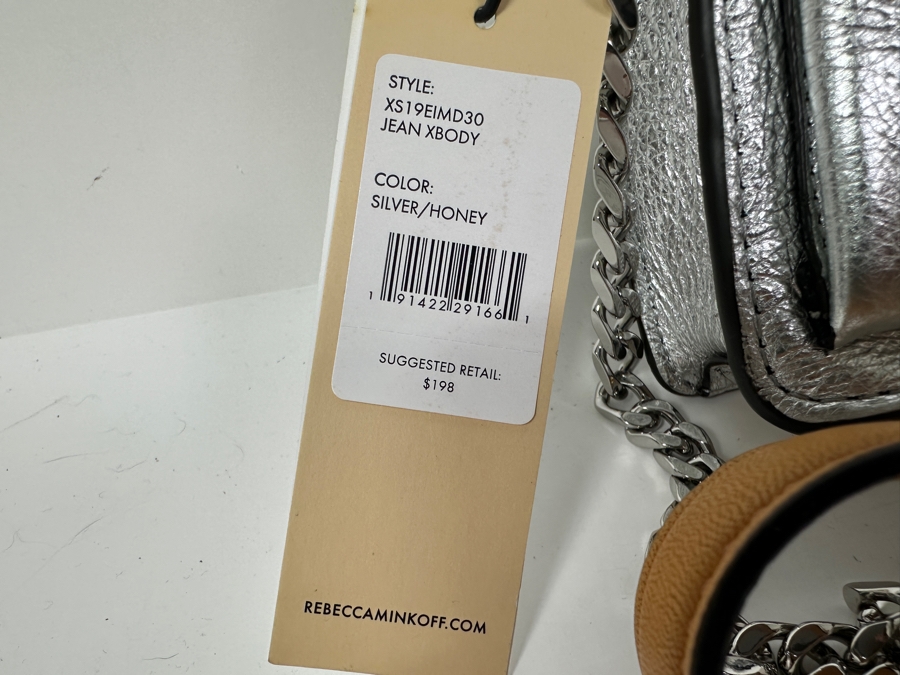 STYLE:
XS19EIMD30
JEAN XBODY
COLOR:
SILVER/HONEY
1 91422 29166 1
SUGGESTED RETAIL:
$198
REBECCAMINKOFF.COM